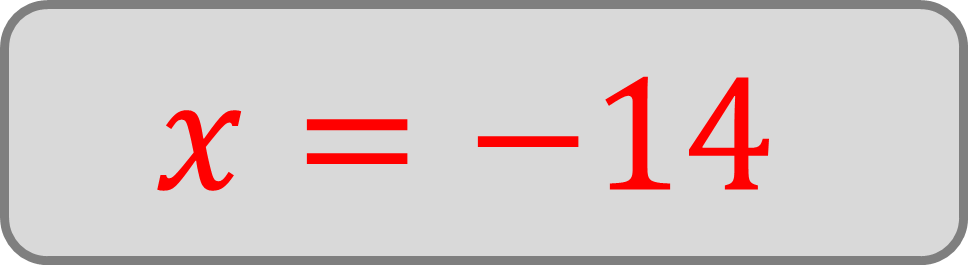 x = −14